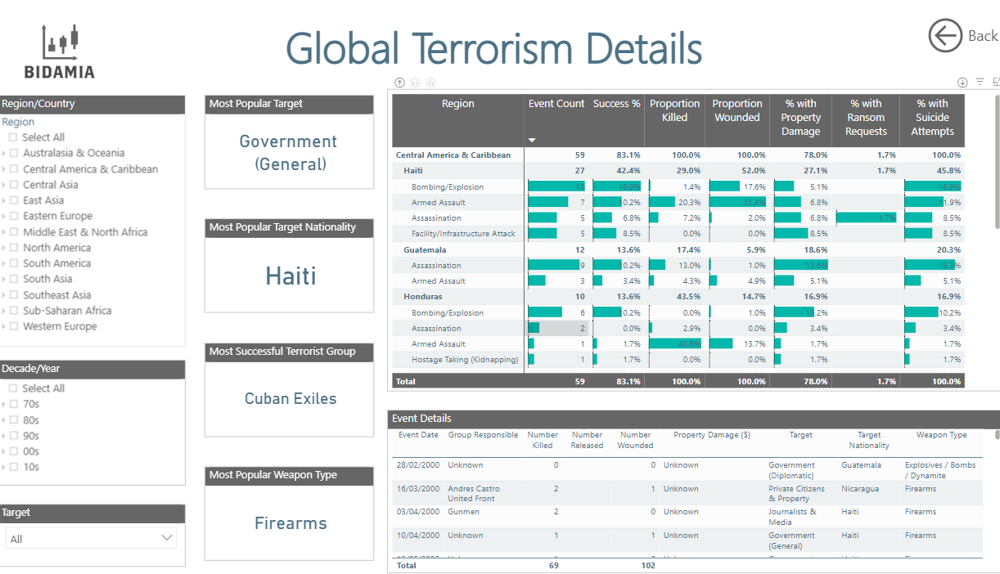 BIDAMIA
Global Terrorism Details
Back
Region/Country
Region
Select All
Australasia & Oceania
Central America & Caribbean
Central Asia
East Asia
Eastern Europe
Middle East & North Africa
North America
South America
South Asia
Southeast Asia
Sub-Saharan Africa
Western Europe
Decade/Year
Select All
70s
80s
90s
00s
10s
Target
All
Most Popular Target
Government
(General)
Most Popular Target Nationality
Haiti
Most Successful Terrorist Group
Cuban Exiles
Most Popular Weapon Type
Firearms
Region Event Count Success % Proportion Killed Proportion Wounded % with Property Damage % with Ransom Requests % with Suicide Attempts
Central America & Caribbean 59 83.1% 100.0% 100.0% 78.0% 1.7% 100.0%
Haiti 27 42.4% 29.0% 52.0% 27.1% 1.7% 45.8%
Bombing/Explosion 10 16.9% 1.4% 17.6% 5.1% 16.9%
Armed Assault 7 10.2% 20.3% 32.4% 6.8% 11.9%
Assassination 5 6.8% 7.2% 2.0% 6.8% 1.7% 8.5%
Facility/Infrastructure Attack 5 8.5% 0.0% 0.0% 8.5% 8.5%
Guatemala 12 13.6% 17.4% 5.9% 18.6% 20.3%
Assassination 9 10.2% 13.0% 1.0% 13.6% 15.3%
Armed Assault 3 3.4% 4.3% 4.9% 5.1% 5.1%
Honduras 10 13.6% 43.5% 14.7% 16.9% 16.9%
Bombing/Explosion 6 10.2% 0.0% 1.0% 10.2% 10.2%
Assassination 2 0.0% 2.9% 0.0% 3.4% 3.4%
Armed Assault 1 1.7% 40.6% 13.7% 1.7% 1.7%
Hostage Taking (Kidnapping) 1 1.7% 0.0% 0.0% 1.7% 1.7%
Total 59 83.1% 100.0% 100.0% 78.0% 1.7% 100.0%
Event Details
Event Date Group Responsible Number Killed Number Released Number Wounded Property Damage ($) Target Target Nationality Weapon Type
28/02/2000 Unknown 0 0 Unknown Government (Diplomatic) Guatemala Explosives / Bombs / Dynamite
16/03/2000 Andres Castro United Front 2 1 Unknown Private Citizens & Property Nicaragua Firearms
03/04/2000 Gunmen 2 0 Unknown Journalists & Media Haiti Firearms
10/04/2000 Unknown 1 1 Unknown Government (General) Haiti Firearms
Total 69 102